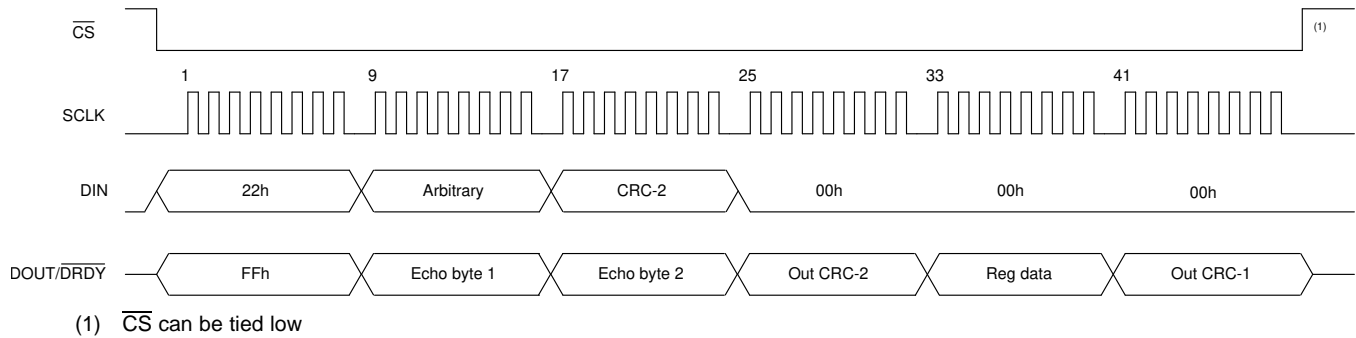 CS (1)
1 9 17 25 33 41
SCLK
DIN 22h Arbitrary CRC-2 00h 00h 00h
DOUT/DRDY FFh Echo byte 1 Echo byte 2 Out CRC-2 Reg data Out CRC-1
(1) CS can be tied low